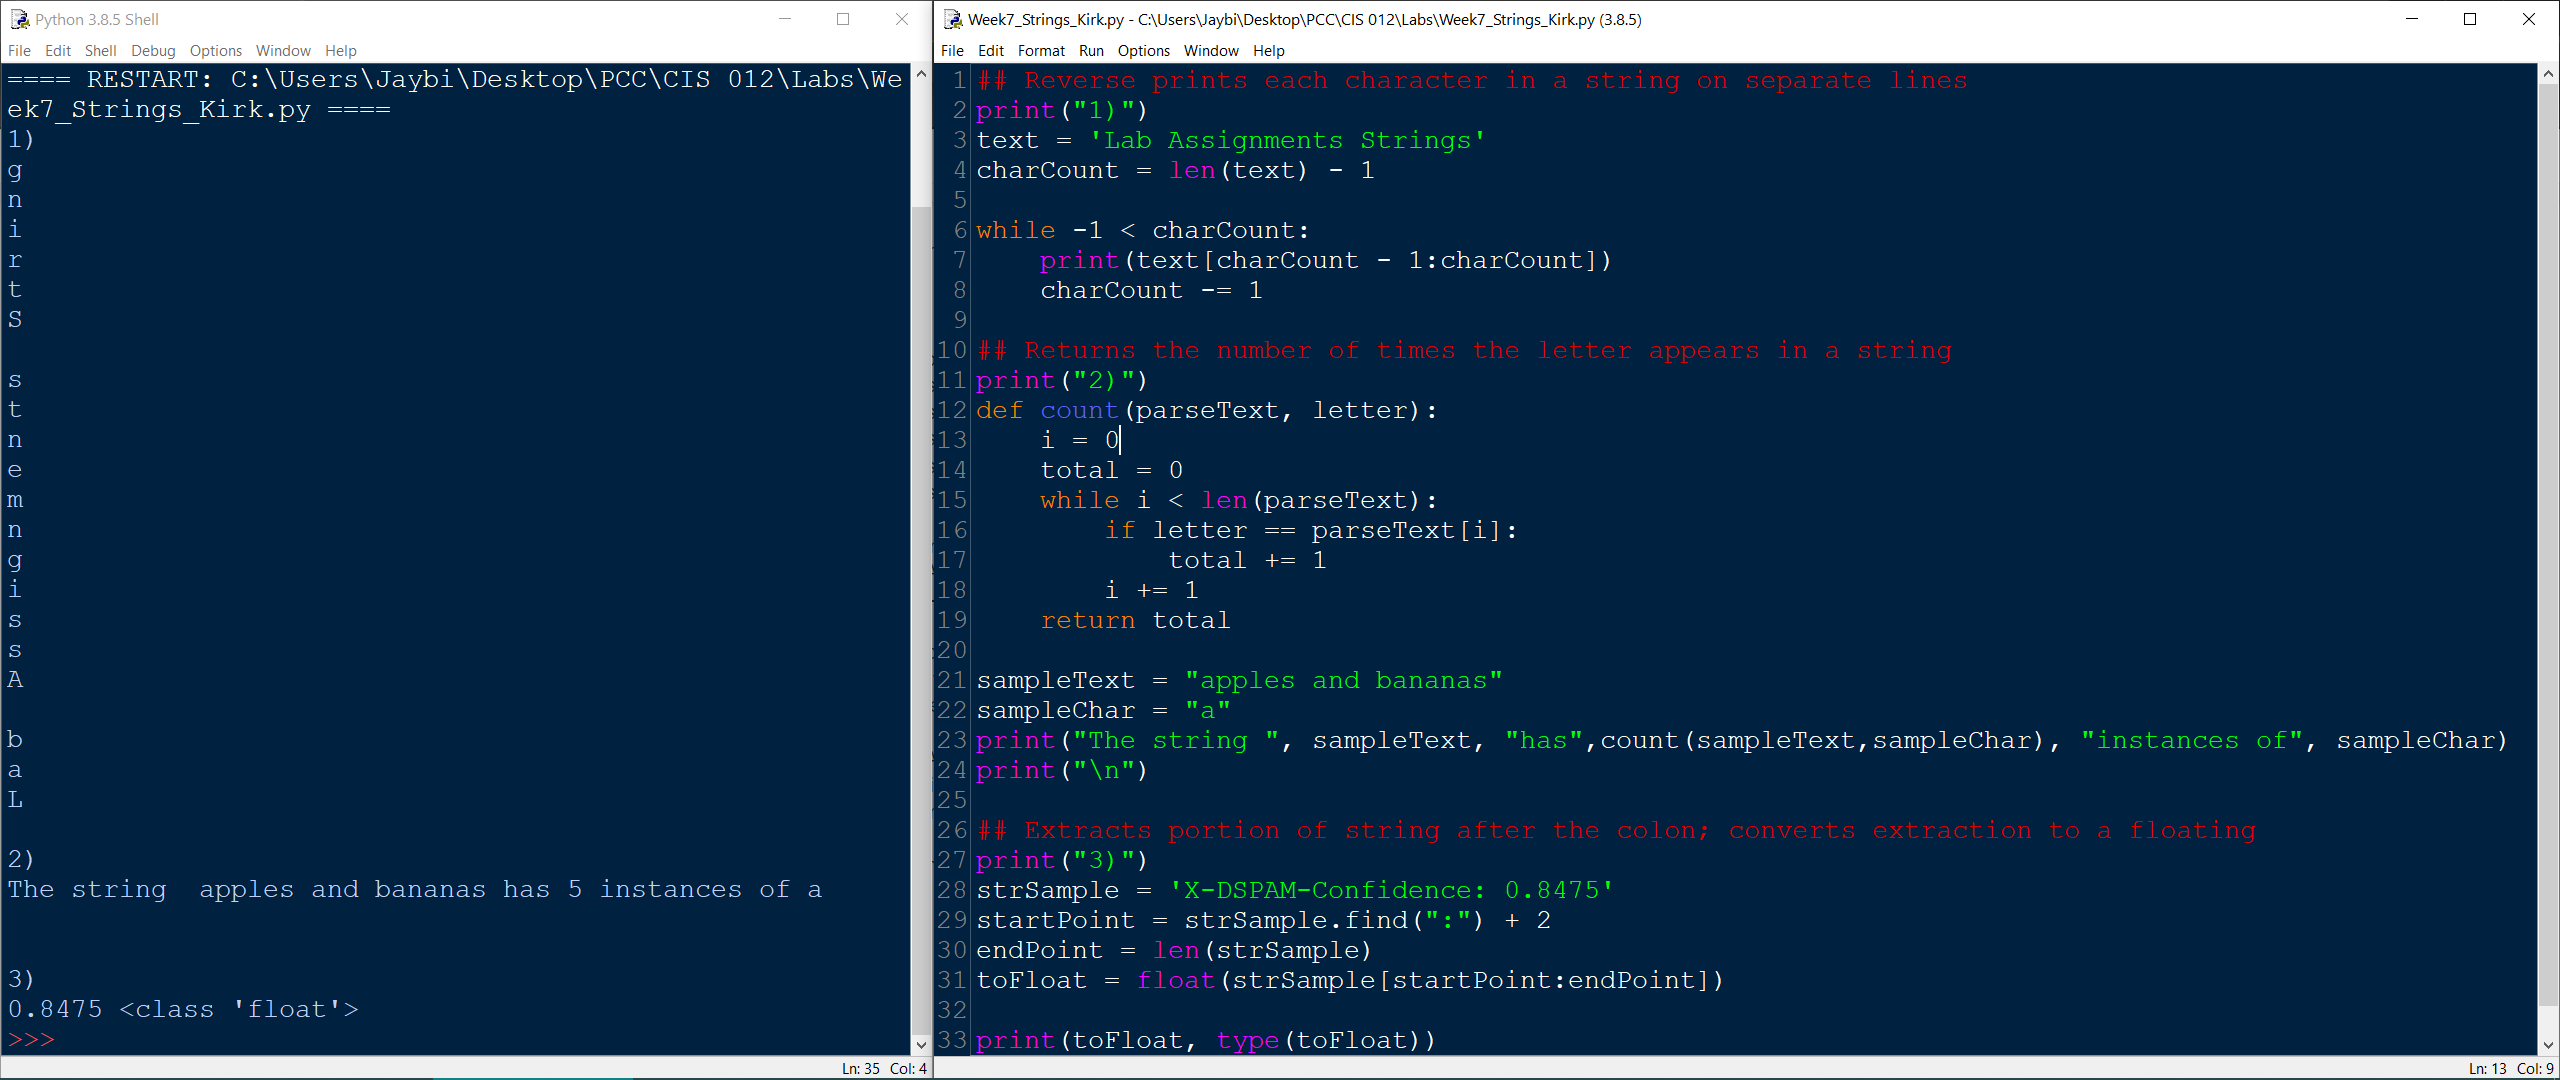 Python 3.8.5 Shell
File Edit Shell Debug Options Window Help
==== RESTART: C:\Users\Jaybi\Desktop\PCC\CIS 012\Labs\We
ek7_Strings_Kirk.py ====
1)
g
n
i
r
t
S

s
t
n
e
m
n
g
i
s
s
A

b
a
L

2)
The string  apples and bananas has 5 instances of a


3)
0.8475 <class 'float'>
>>>
Ln: 35 Col: 4
Week7_Strings_Kirk.py - C:\Users\Jaybi\Desktop\PCC\CIS 012\Labs\Week7_Strings_Kirk.py (3.8.5)
File Edit Format Run Options Window Help
1 ## Reverse prints each character in a string on separate lines
2 print("1)")
3 text = 'Lab Assignments Strings'
4 charCount = len(text) - 1
5
6 while -1 < charCount:
7     print(text[charCount - 1:charCount])
8     charCount -= 1
9
10 ## Returns the number of times the letter appears in a string
11 print("2)")
12 def count(parseText, letter):
13     i = 0
14     total = 0
15     while i < len(parseText):
16         if letter == parseText[i]:
17             total += 1
18         i += 1
19     return total
20
21 sampleText = "apples and bananas"
22 sampleChar = "a"
23 print("The string ", sampleText, "has",count(sampleText,sampleChar), "instances of", sampleChar)
24 print("\n")
25
26 ## Extracts portion of string after the colon; converts extraction to a floating
27 print("3)")
28 strSample = 'X-DSPAM-Confidence: 0.8475'
29 startPoint = strSample.find(":") + 2
30 endPoint = len(strSample)
31 toFloat = float(strSample[startPoint:endPoint])
32
33 print(toFloat, type(toFloat))
Ln: 13 Col: 9